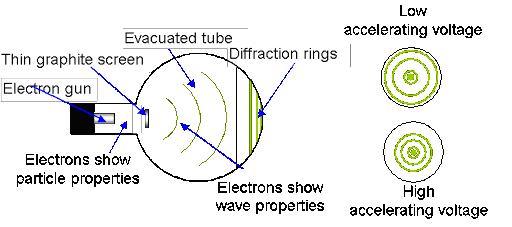 Evacuated tube
Thin graphite screen
Diffraction rings
Electron gun
Electrons show
particle properties
Electrons show
wave properties
Low
accelerating voltage
High
accelerating voltage